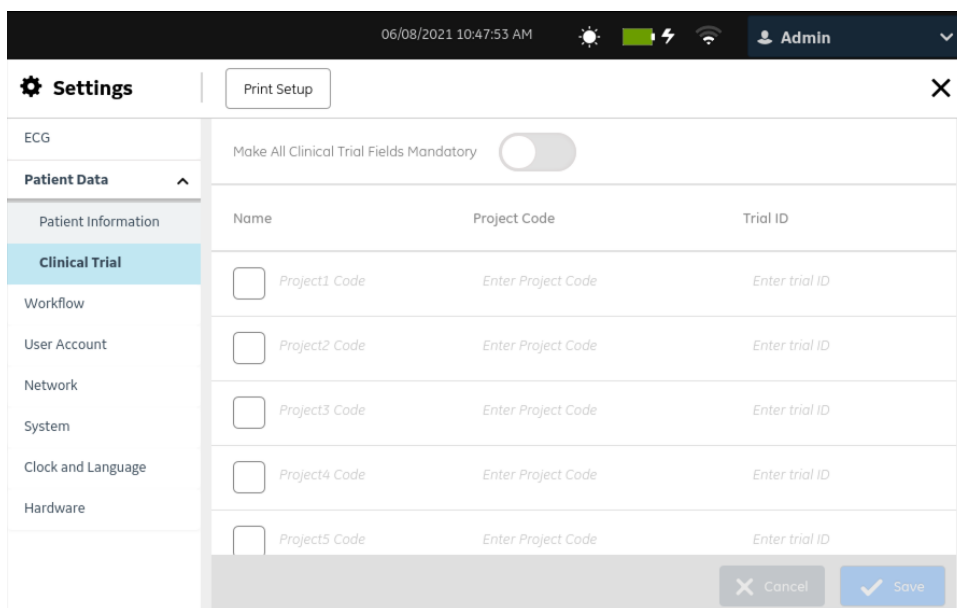 06/08/2021 10:47:53 AM Admin
Settings Print Setup
ECG
Patient Data
Patient Information
Clinical Trial
Workflow
User Account
Network
System
Clock and Language
Hardware
Make All Clinical Trial Fields Mandatory
Name Project Code Trial ID
Project1 Code Enter Project Code Enter trial ID
Project2 Code Enter Project Code Enter trial ID
Project3 Code Enter Project Code Enter trial ID
Project4 Code Enter Project Code Enter trial ID
Project5 Code Enter Project Code Enter trial ID
Cancel Save